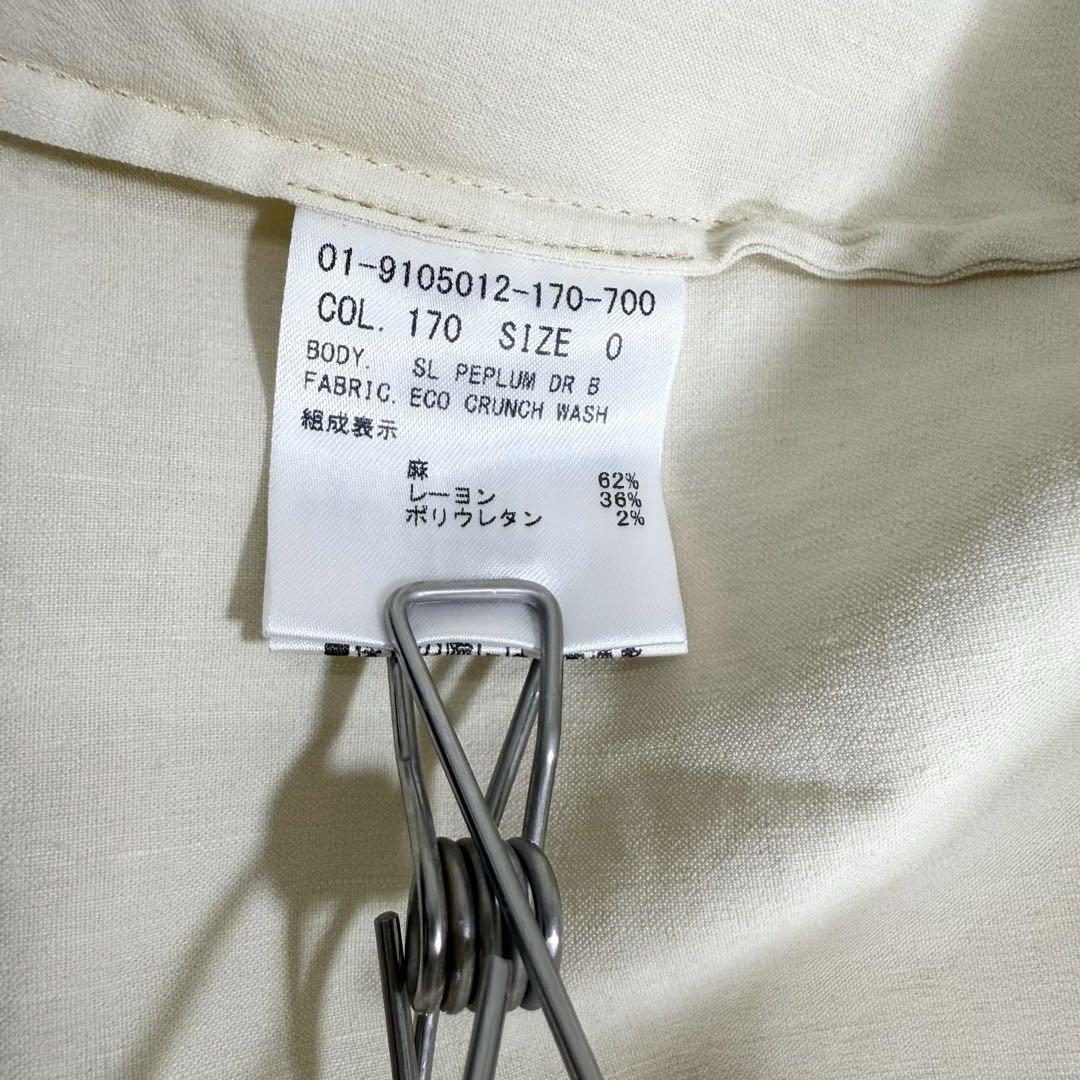 01-9105012-170-700
COL. 170 SIZE 0
BODY. SL PEPLUM DR B
FABRIC. ECO CRUNCH WASH
組成表示
麻 62%
レーヨン 36%
ポリウレタン 2%